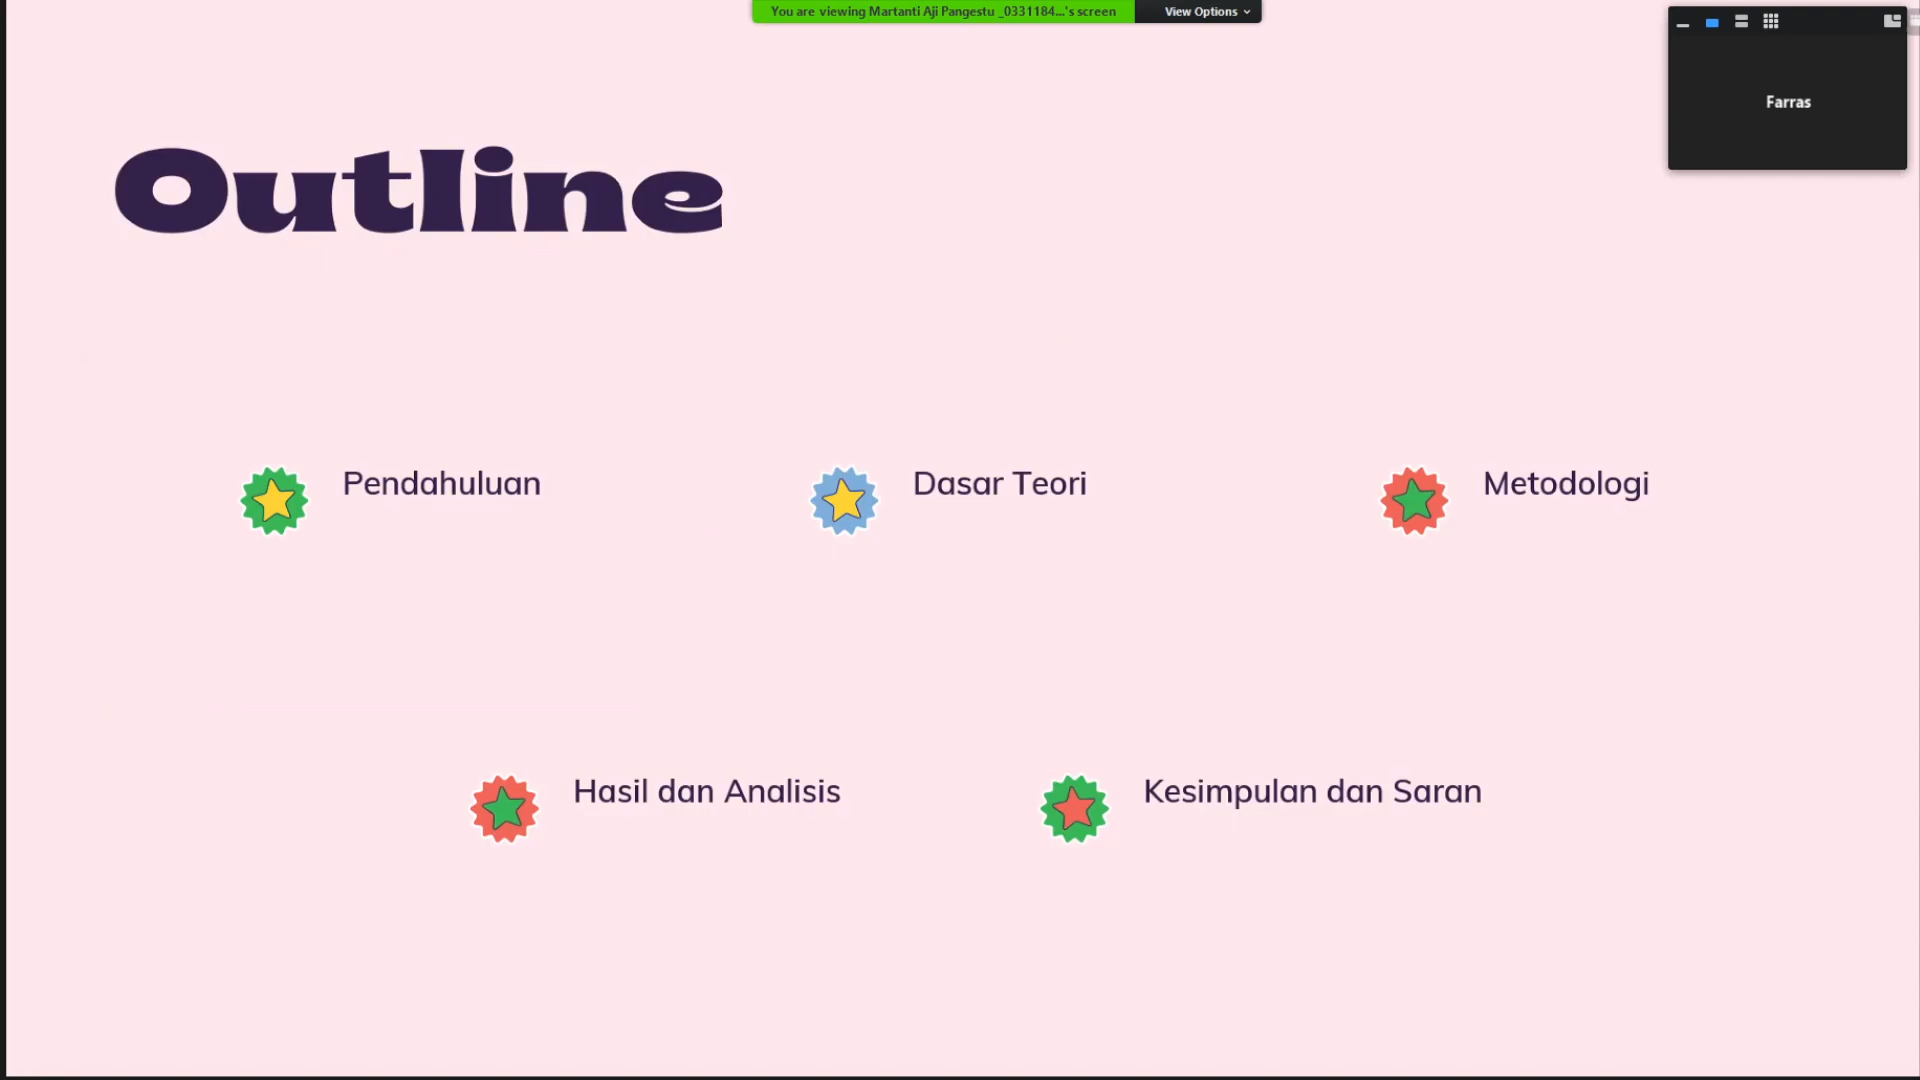 You are viewing Martanti Aji Pangestu _0331184...'s screen
View Options
Farras
Outline
Pendahuluan
Dasar Teori
Metodologi
Hasil dan Analisis
Kesimpulan dan Saran